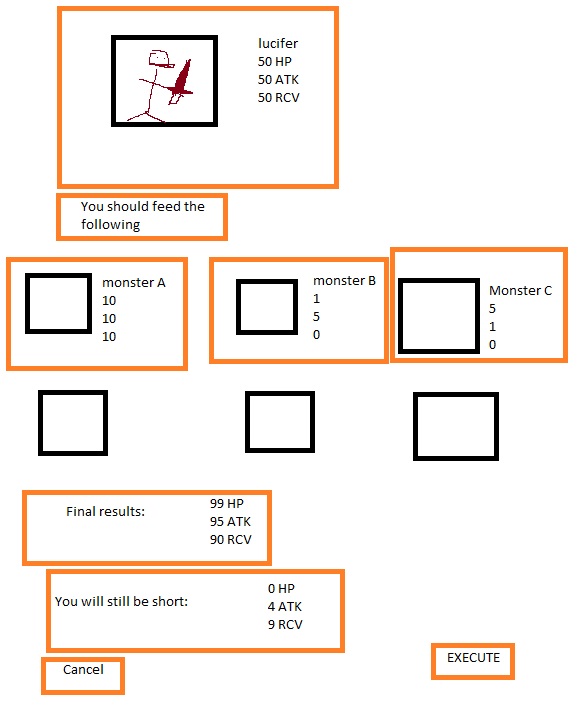 lucifer
50 HP
50 ATK
50 RCV
You should feed the
following
monster A
10
10
10
monster B
1
5
0
Monster C
5
1
0
Final results:
99 HP
95 ATK
90 RCV
You will still be short:
0 HP
4 ATK
9 RCV
Cancel
EXECUTE